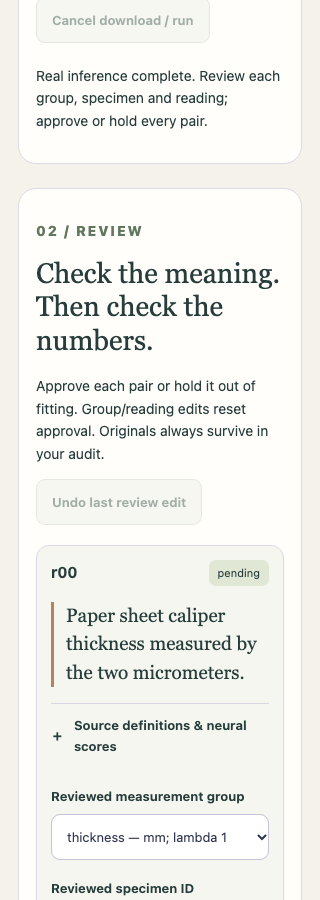 Cancel download / run
Real inference complete. Review each
group, specimen and reading;
approve or hold every pair.
02 / REVIEW
Check the meaning.
Then check the
numbers.
Approve each pair or hold it out of
fitting. Group/reading edits reset
approval. Originals always survive in
your audit.
Undo last review edit
r00
pending
Paper sheet caliper
thickness measured by
the two micrometers.
+ Source definitions & neural
scores
Reviewed measurement group
thickness — mm; lambda 1
Reviewed specimen ID